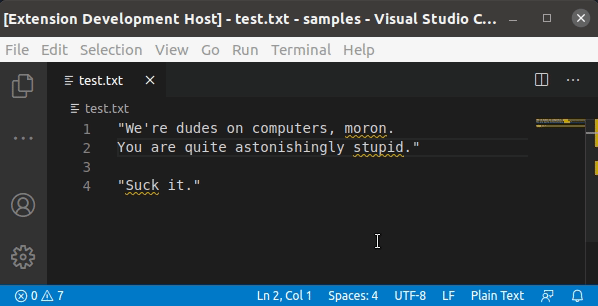 [Extension Development Host] - test.txt - samples - Visual Studio C...
File Edit Selection View Go Run Terminal Help
test.txt
test.txt
1 "We're dudes on computers, moron.
2 You are quite astonishingly stupid."
3
4 "Suck it."
0 7 Ln 2, Col 1 Spaces: 4 UTF-8 LF Plain Text